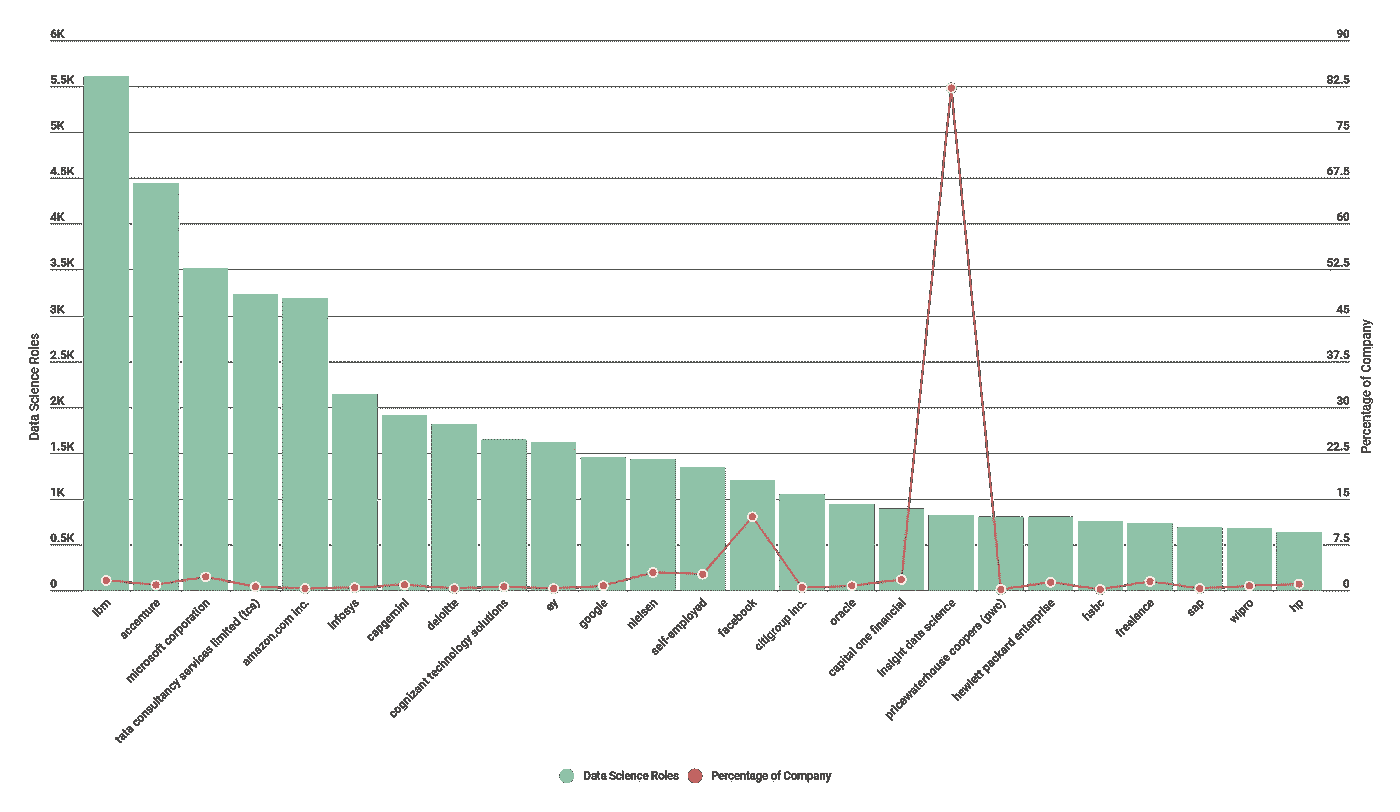 6K
5.5K
5K
4.5K
4K
3.5K
3K
2.5K
2K
1.5K
1K
0.5K
0
Data Science Roles
90
82.5
75
67.5
60
52.5
45
37.5
30
22.5
15
7.5
0
Percentage of Company
ibm
accenture
microsoft corporation
tata consultancy services limited (tcs)
amazon.com inc.
infosys
capgemini
deloitte
cognizant technology solutions
ey
google
nielsen
self-employed
facebook
citigroup inc.
oracle
capital one financial
insight data science
pricewaterhouse coopers (pwc)
hewlett packard enterprise
hsbc
freelance
sap
wipro
hp
Data Science Roles
Percentage of Company